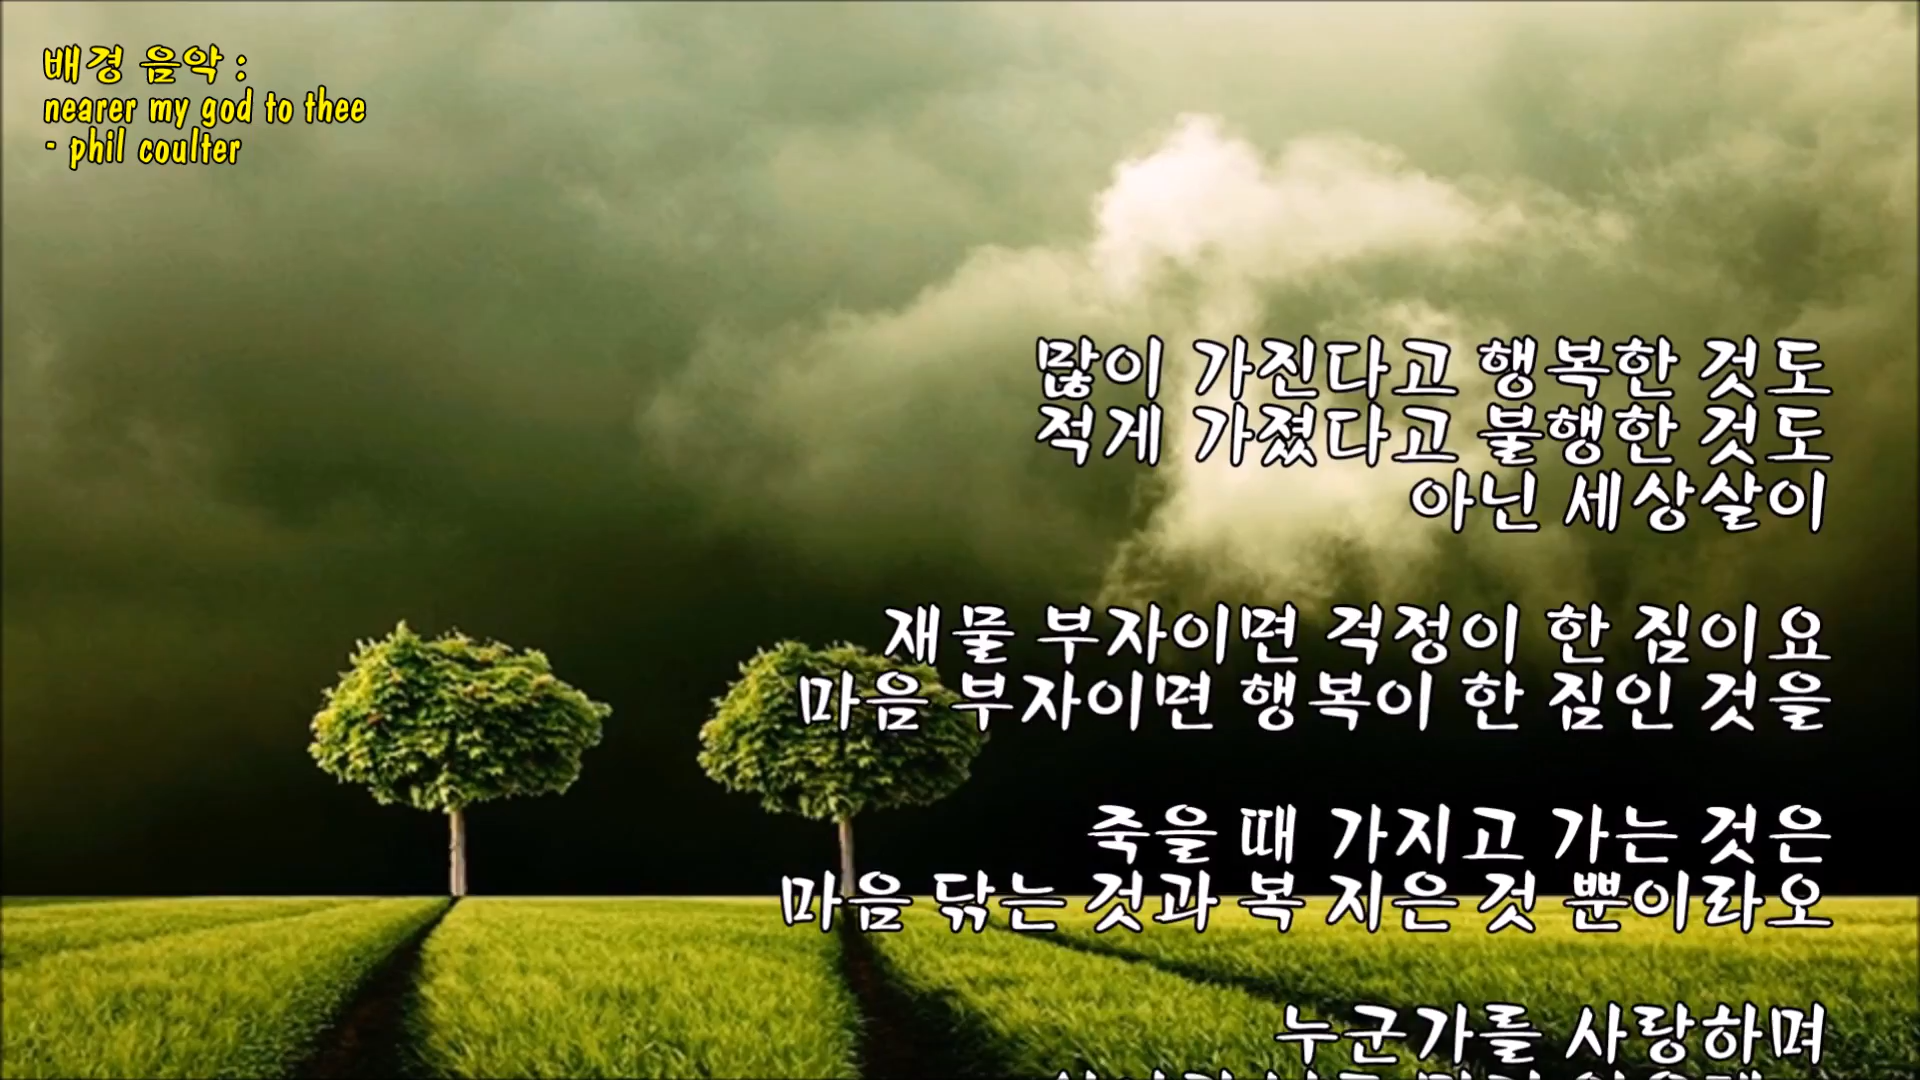 배경 음악 :
nearer my god to thee
- phil coulter
많이 가진다고 행복한 것도
적게 가졌다고 불행한 것도
아닌 세상살이
재물 부자이면 걱정이 한 짐이요
마음 부자이면 행복이 한 짐인 것을
죽을 때 가지고 가는 것은
마음 닦는 것과 복 지은 것 뿐이라오
누군가를 사랑하며